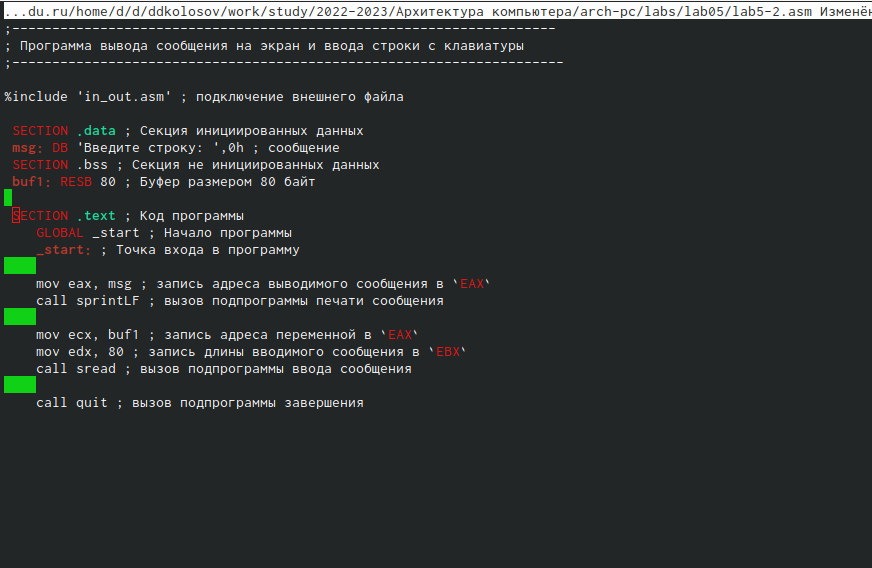 ...du.ru/home/d/d/ddkolosov/work/study/2022-2023/Архитектура компьютера/arch-pc/labs/lab05/lab5-2.asm Изменён
;--------------------------------------------------------------------
; Программа вывода сообщения на экран и ввода строки с клавиатуры
;---------------------------------------------------------------------
%include 'in_out.asm' ; подключение внешнего файла
SECTION .data ; Секция инициированных данных
msg: DB 'Введите строку: ',0h ; сообщение
SECTION .bss ; Секция не инициированных данных
buf1: RESB 80 ; Буфер размером 80 байт
SECTION .text ; Код программы
GLOBAL _start ; Начало программы
_start: ; Точка входа в программу
mov eax, msg ; запись адреса выводимого сообщения в `EAX`
call sprintLF ; вызов подпрограммы печати сообщения
mov ecx, buf1 ; запись адреса переменной в `EAX`
mov edx, 80 ; запись длины вводимого сообщения в `EBX`
call sread ; вызов подпрограммы ввода сообщения
call quit ; вызов подпрограммы завершения